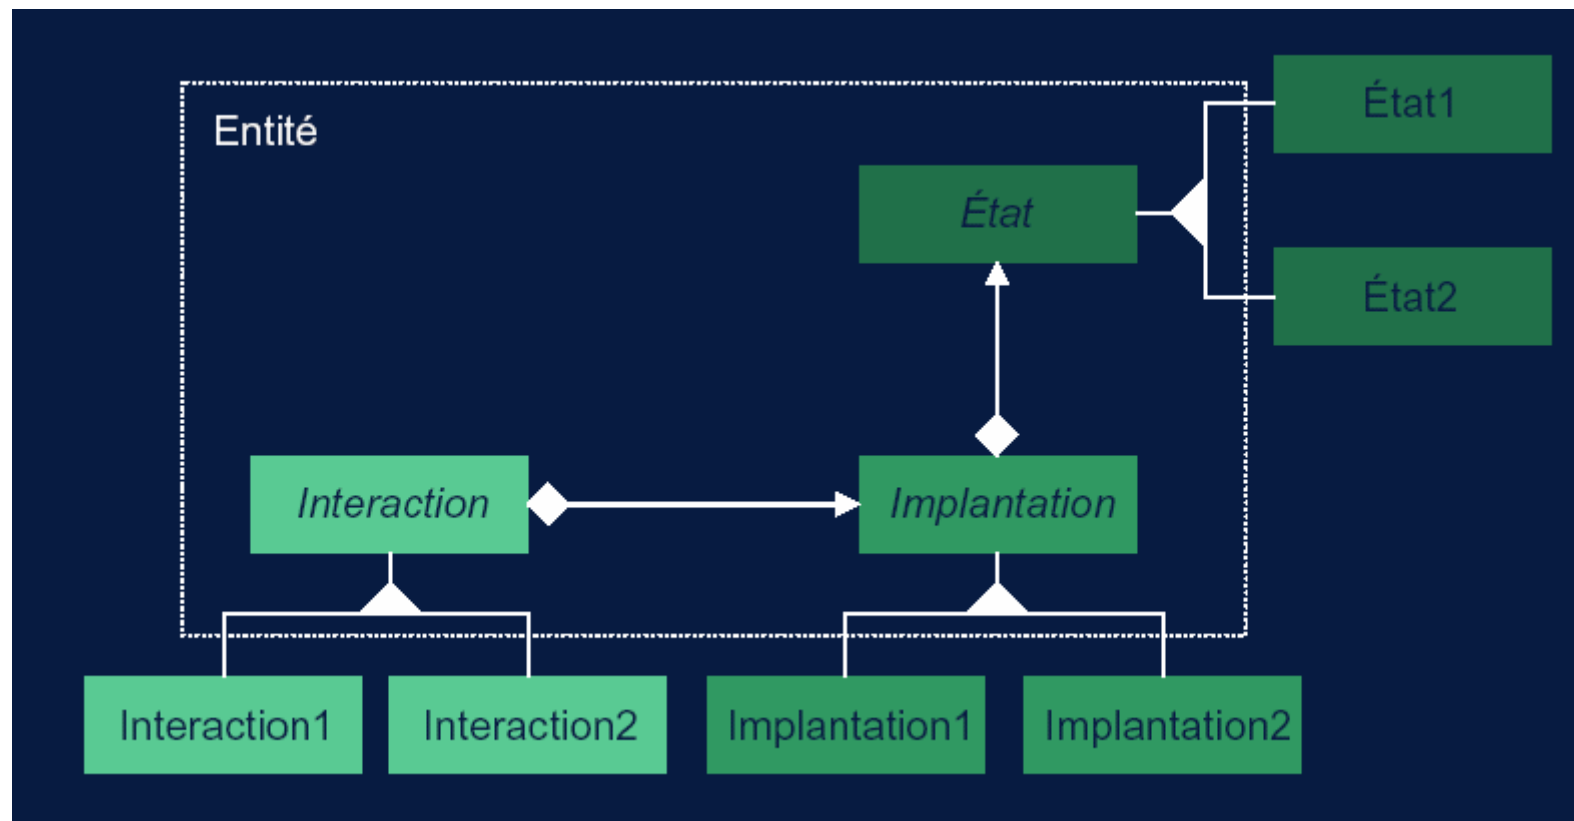 Entité
État1
État
État2
Interaction
Implantation
Interaction1
Interaction2
Implantation1
Implantation2